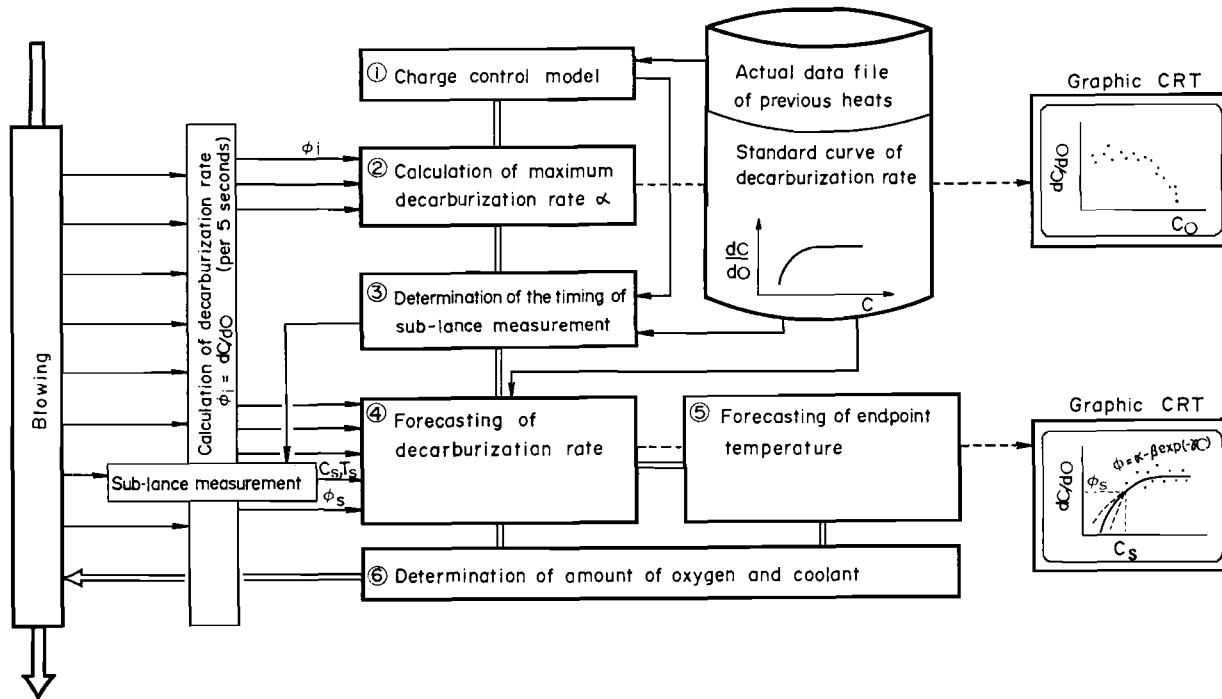 Blowing
Calculation of decarburization rate
ϕi = dC/dO (per 5 seconds)
ϕi
① Charge control model
② Calculation of maximum
decarburization rate α
③ Determination of the timing of
sub-lance measurement
Actual data file
of previous heats
Standard curve of
decarburization rate
dC
dO
C
Graphic CRT
dC/dO
CO
Sub-lance measurement
Cs,Ts
ϕs
④ Forecasting of
decarburization rate
⑤ Forecasting of endpoint
temperature
⑥ Determination of amount of oxygen and coolant
Graphic CRT
dC/dO
ϕs
ϕ=α-βexp(-γC)
Cs